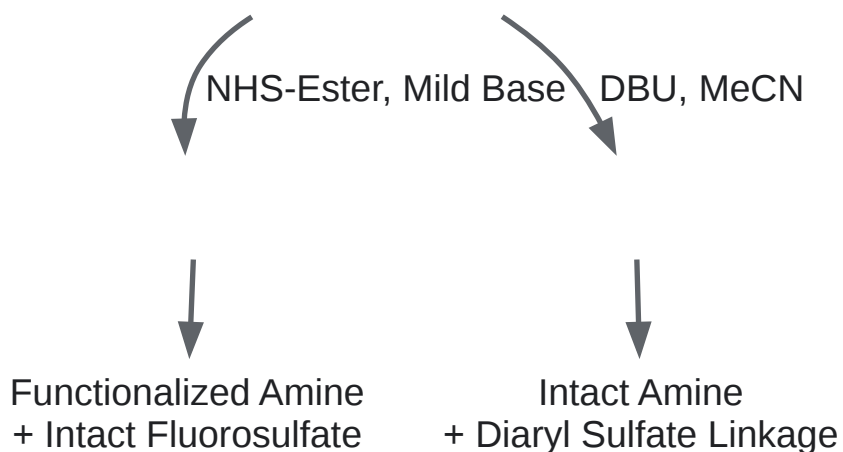 NHS-Ester, Mild Base
DBU, MeCN
Functionalized Amine
+ Intact Fluorosulfate
Intact Amine
+ Diaryl Sulfate Linkage